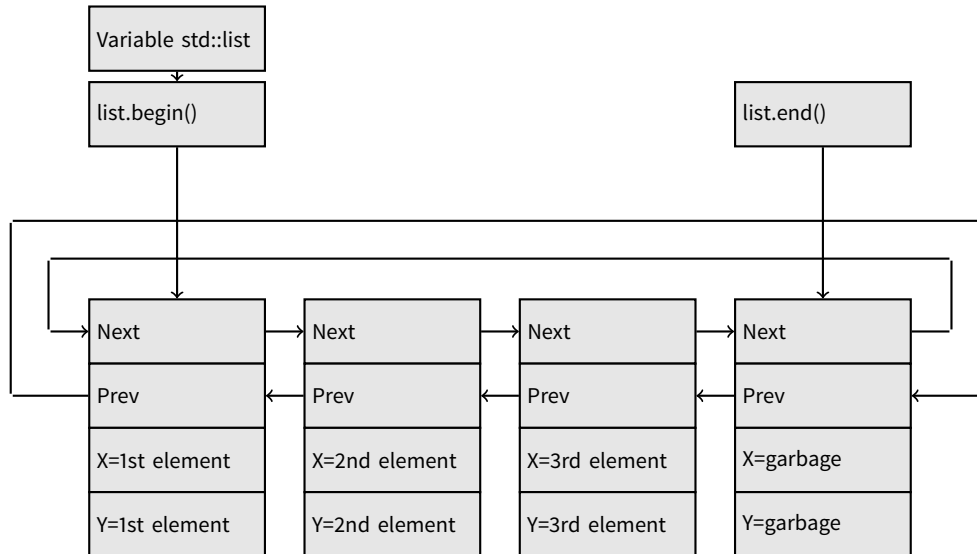 Variable std::list
list.begin()
list.end()
Next
Next
Next
Next
Prev
Prev
Prev
Prev
X=1st element
X=2nd element
X=3rd element
X=garbage
Y=1st element
Y=2nd element
Y=3rd element
Y=garbage